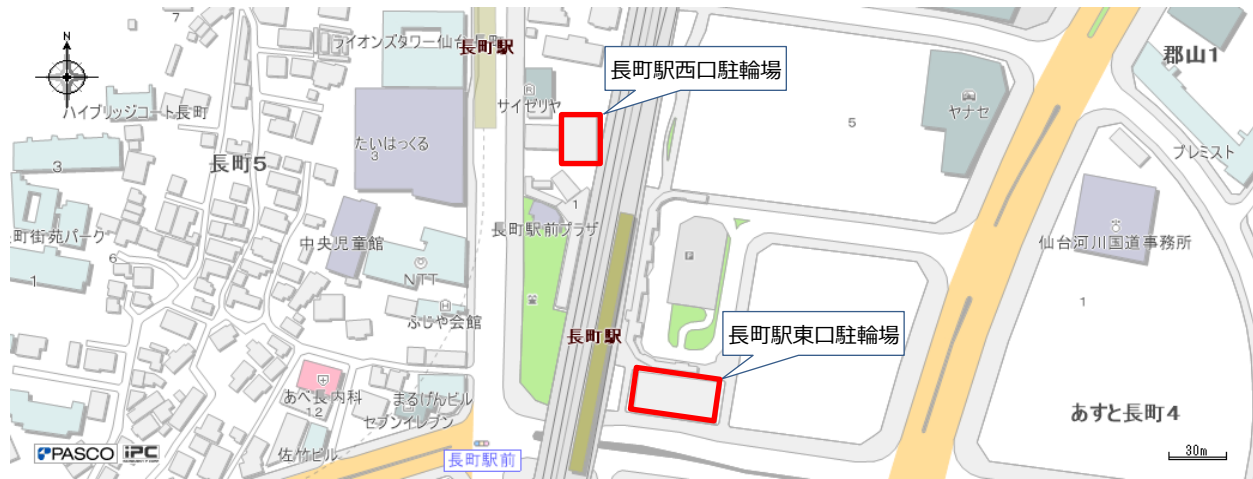 7
N
ライオンズタワー仙台長町
長町駅
長町駅西口駐輪場
郡山1
ハイブリッジコート長町
サイゼリヤ
R
ヤナセ
5
たいはっくる
3
プレミスト
3
長町5
1
長町駅前プラザ
町街苑パーク
中央児童館
仙台河川国道事務所
6
P
NTT
1
1
ふじや会館
H
長町駅
長町駅東口駐輪場
あべ長内科
まるげんビル
12
セブンイレブン
あすと長町4
佐竹ビル
PASCO
iPC
長町駅前
30m